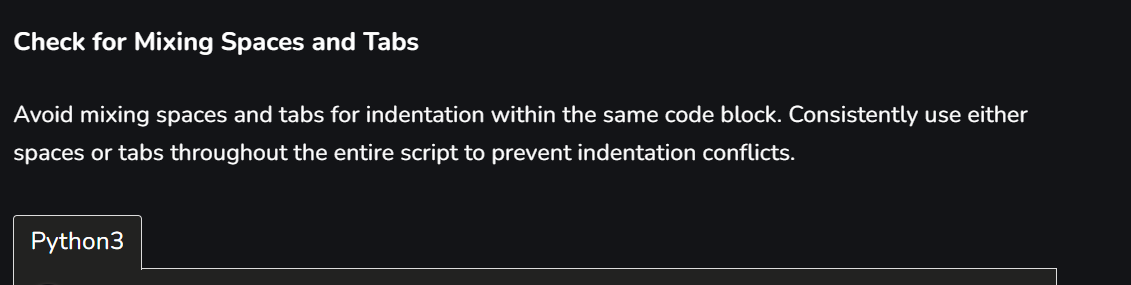 Check for Mixing Spaces and Tabs
Avoid mixing spaces and tabs for indentation within the same code block. Consistently use either
spaces or tabs throughout the entire script to prevent indentation conflicts.
Python3